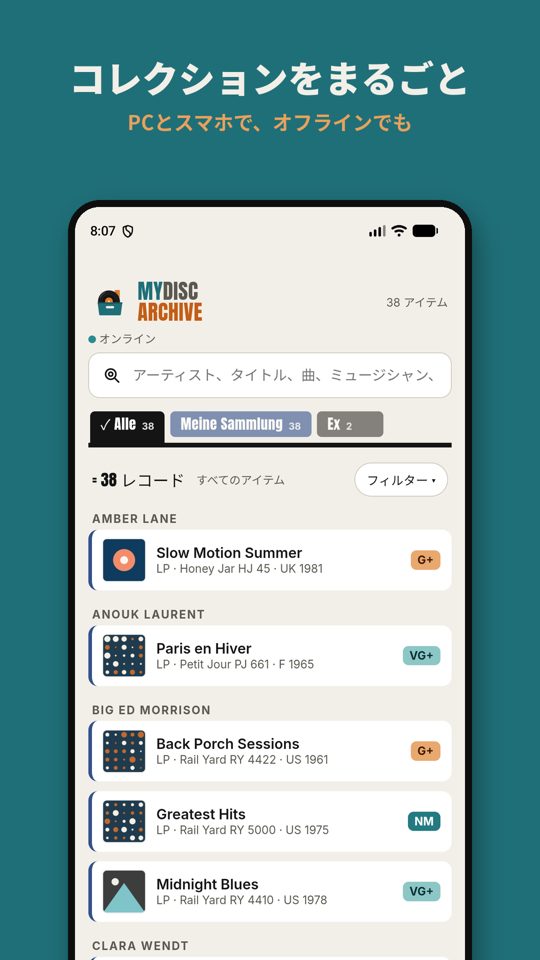 コレクションをまるごと
PCとスマホで、オフラインでも
8:07
MYDISC
ARCHIVE
38 アイテム
オンライン
アーティスト、タイトル、曲、ミュージシャン、
✓ Alle 38
Meine Sammlung 38
Ex 2
38 レコード すべてのアイテム
フィルター ▾
AMBER LANE
Slow Motion Summer
LP · Honey Jar HJ 45 · UK 1981
G+
ANOUK LAURENT
Paris en Hiver
LP · Petit Jour PJ 661 · F 1965
VG+
BIG ED MORRISON
Back Porch Sessions
LP · Rail Yard RY 4422 · US 1961
G+
Greatest Hits
LP · Rail Yard RY 5000 · US 1975
NM
Midnight Blues
LP · Rail Yard RY 4410 · US 1978
VG+
CLARA WENDT